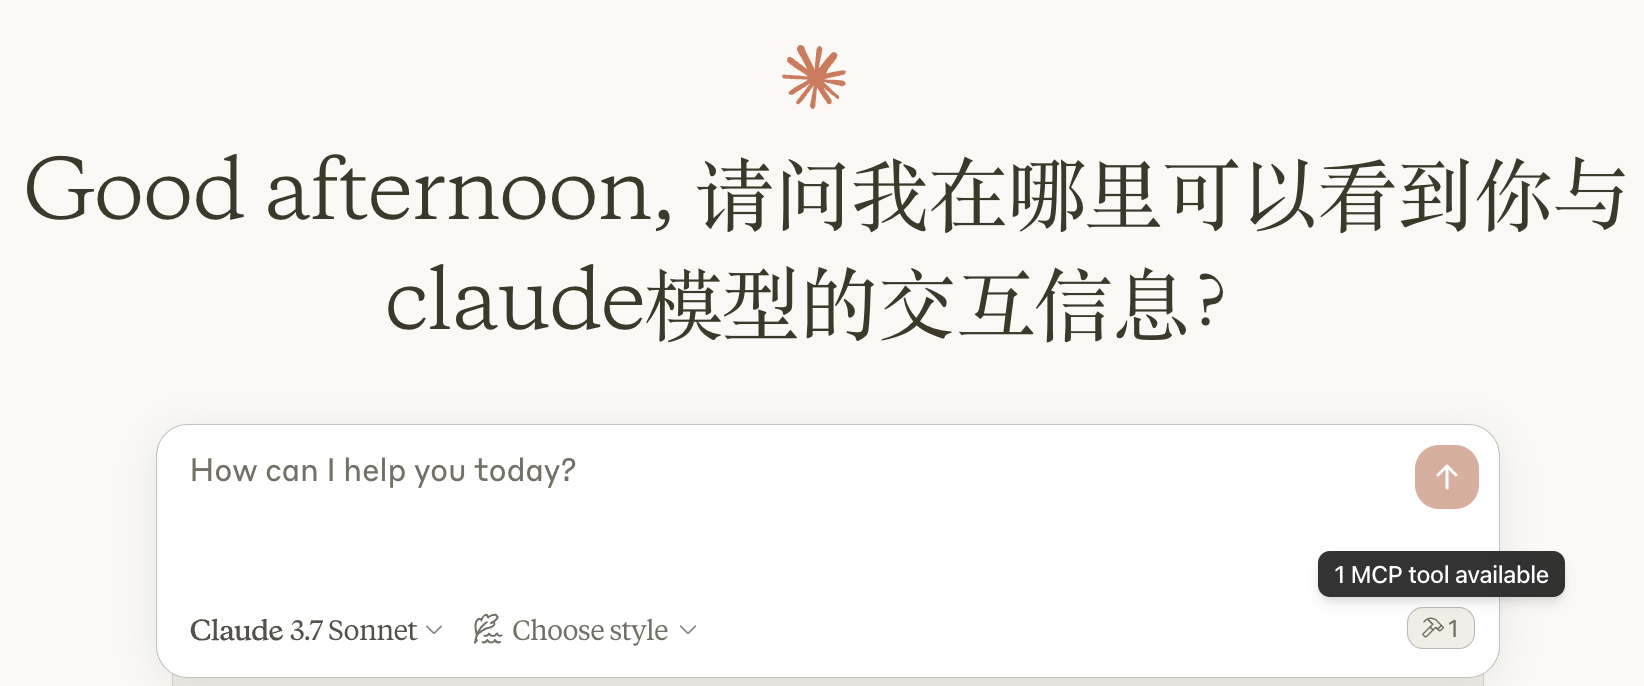 Good afternoon, 请问我在哪里可以看到你与
claude模型的交互信息?
How can I help you today?
1 MCP tool available
Claude 3.7 Sonnet
Choose style
1